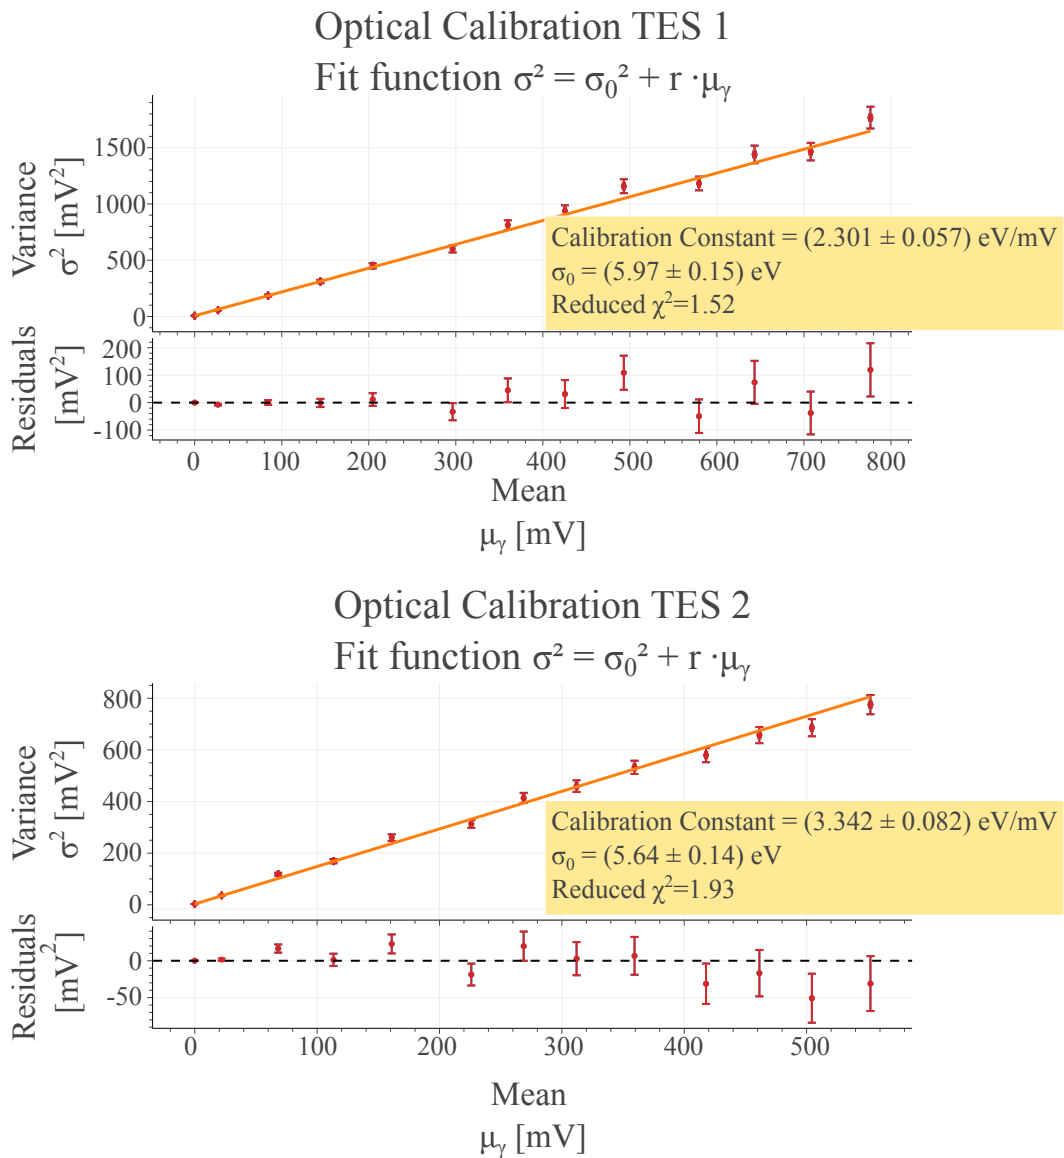 Optical Calibration TES 1
Fit function σ² = σ₀² + r ·μᵧ
Variance
σ² [mV²]
1500
1000
500
0
Calibration Constant = (2.301 ± 0.057) eV/mV
σ₀ = (5.97 ± 0.15) eV
Reduced χ²=1.52
Residuals
[mV²]
200
100
0
-100
0 100 200 300 400 500 600 700 800
Mean
μᵧ [mV]
Optical Calibration TES 2
Fit function σ² = σ₀² + r ·μᵧ
Variance
σ² [mV²]
800
600
400
200
0
Calibration Constant = (3.342 ± 0.082) eV/mV
σ₀ = (5.64 ± 0.14) eV
Reduced χ²=1.93
Residuals
[mV²]
0
-50
0 100 200 300 400 500
Mean
μᵧ [mV]